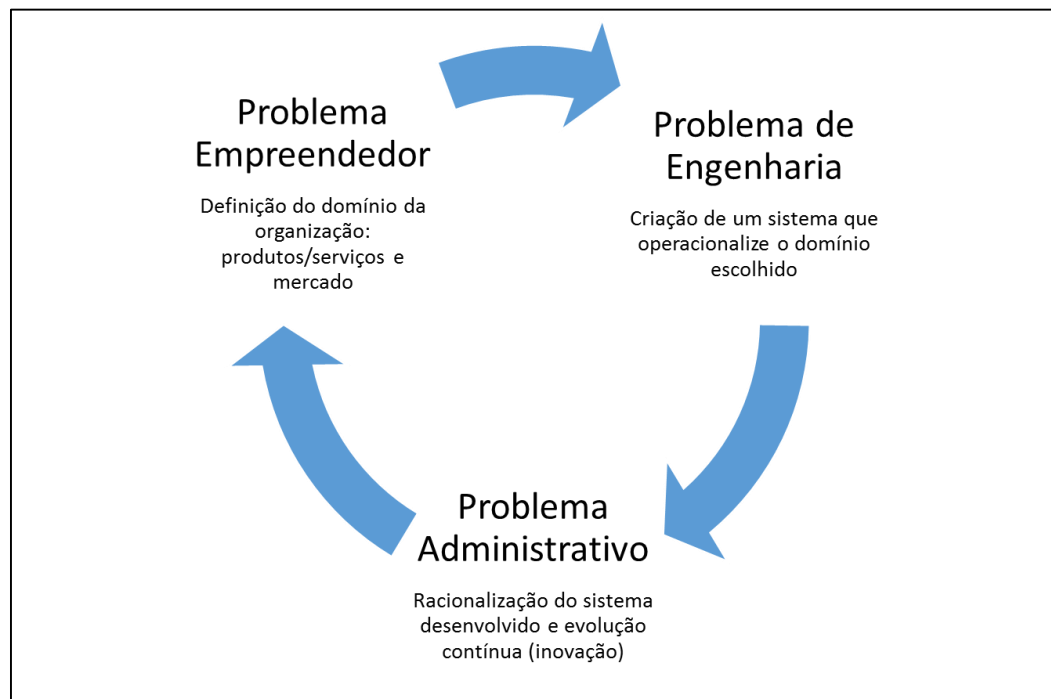 Problema
Empreendedor
Definição do domínio da
organização:
produtos/serviços e
mercado
Problema de
Engenharia
Criação de um sistema que
operacionalize o domínio
escolhido
Problema
Administrativo
Racionalização do sistema
desenvolvido e evolução
contínua (inovação)